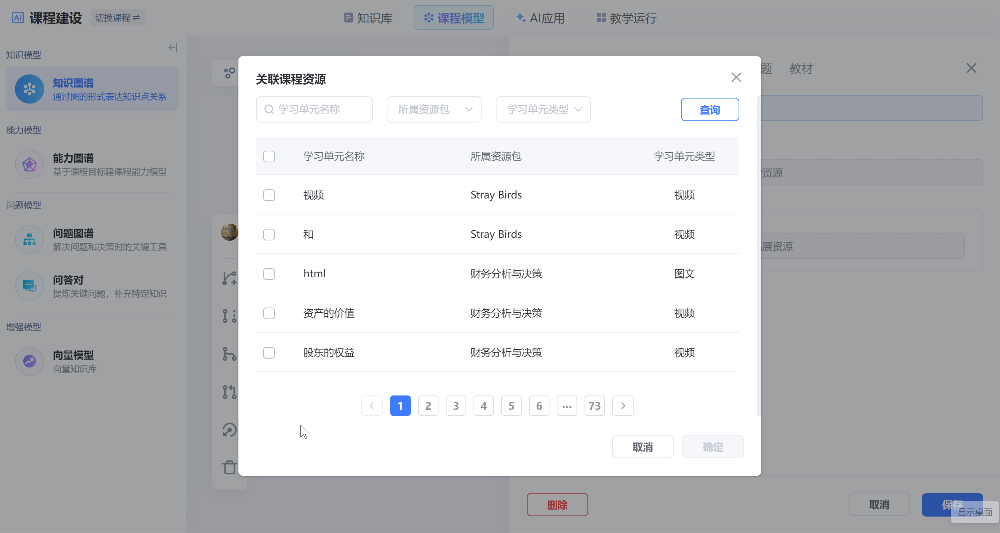 AI 课程建设 切换课程
知识库 课程模型 AI应用 教学运行
知识模型
知识图谱
通过图的形式表达知识点关系
能力模型
能力图谱
基于课程目标建课程能力模型
问题模型
问题图谱
解决问题和决策时的关键工具
问答对
提炼关键问题，补充特定知识
增强模型
向量模型
向量知识库
关联课程资源
学习单元名称 所属资源包 学习单元类型 查询
学习单元名称 所属资源包 学习单元类型
视频 Stray Birds 视频
和 Stray Birds 视频
html 财务分析与决策 图文
资产的价值 财务分析与决策 视频
股东的权益 财务分析与决策 视频
1 2 3 4 5 6 ... 73
取消 确定
题 教材
资源
展资源
删除 取消 保存
显示桌面